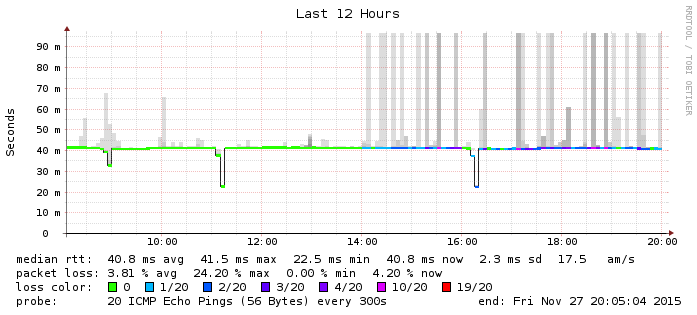 Last 12 Hours
RRDTOOL / TOBI OETIKER
Seconds
90 m
80 m
70 m
60 m
50 m
40 m
30 m
20 m
10 m
0
10:00 12:00 14:00 16:00 18:00 20:00
median rtt: 40.8 ms avg 41.5 ms max 22.5 ms min 40.8 ms now 2.3 ms sd 17.5 am/s
packet loss: 3.81 % avg 24.20 % max 0.00 % min 4.20 % now
loss color: 0 1/20 2/20 3/20 4/20 10/20 19/20
probe: 20 ICMP Echo Pings (56 Bytes) every 300s end: Fri Nov 27 20:05:04 2015